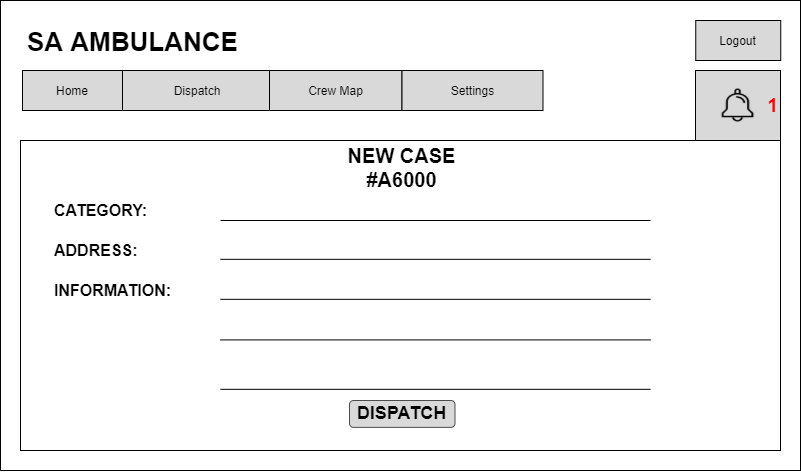 SA AMBULANCE
Logout
Home
Dispatch
Crew Map
Settings
1
NEW CASE
#A6000
CATEGORY:
ADDRESS:
INFORMATION:
DISPATCH